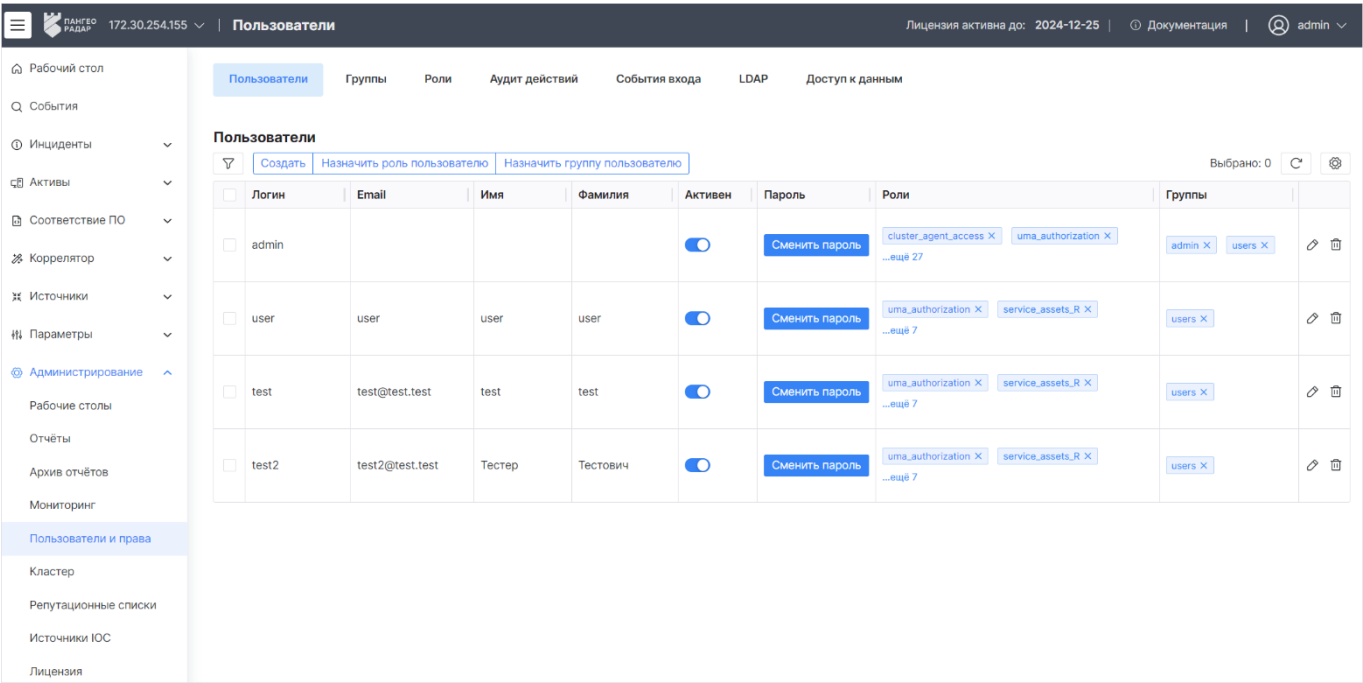 ПАНГЕО РАДАР 172.30.254.155 | Пользователи Лицензия активна до: 2024-12-25 | Документация | admin
Рабочий стол
События
Инциденты
Активы
Соответствие ПО
Коррелятор
Источники
Параметры
Администрирование
Рабочие столы
Отчёты
Архив отчётов
Мониторинг
Пользователи и права
Кластер
Репутационные списки
Источники IOC
Лицензия
Пользователи Группы Роли Аудит действий События входа LDAP Доступ к данным
Пользователи
Создать Назначить роль пользователю Назначить группу пользователю Выбрано: 0
Логин Email Имя Фамилия Активен Пароль Роли Группы
admin Сменить пароль cluster_agent_access × uma_authorization × admin × users ×
...ещё 27
user user user user Сменить пароль uma_authorization × service_assets_R × users ×
...ещё 7
test test@test.test test test Сменить пароль uma_authorization × service_assets_R × users ×
...ещё 7
test2 test2@test.test Тестер Тестович Сменить пароль uma_authorization × service_assets_R × users ×
...ещё 7